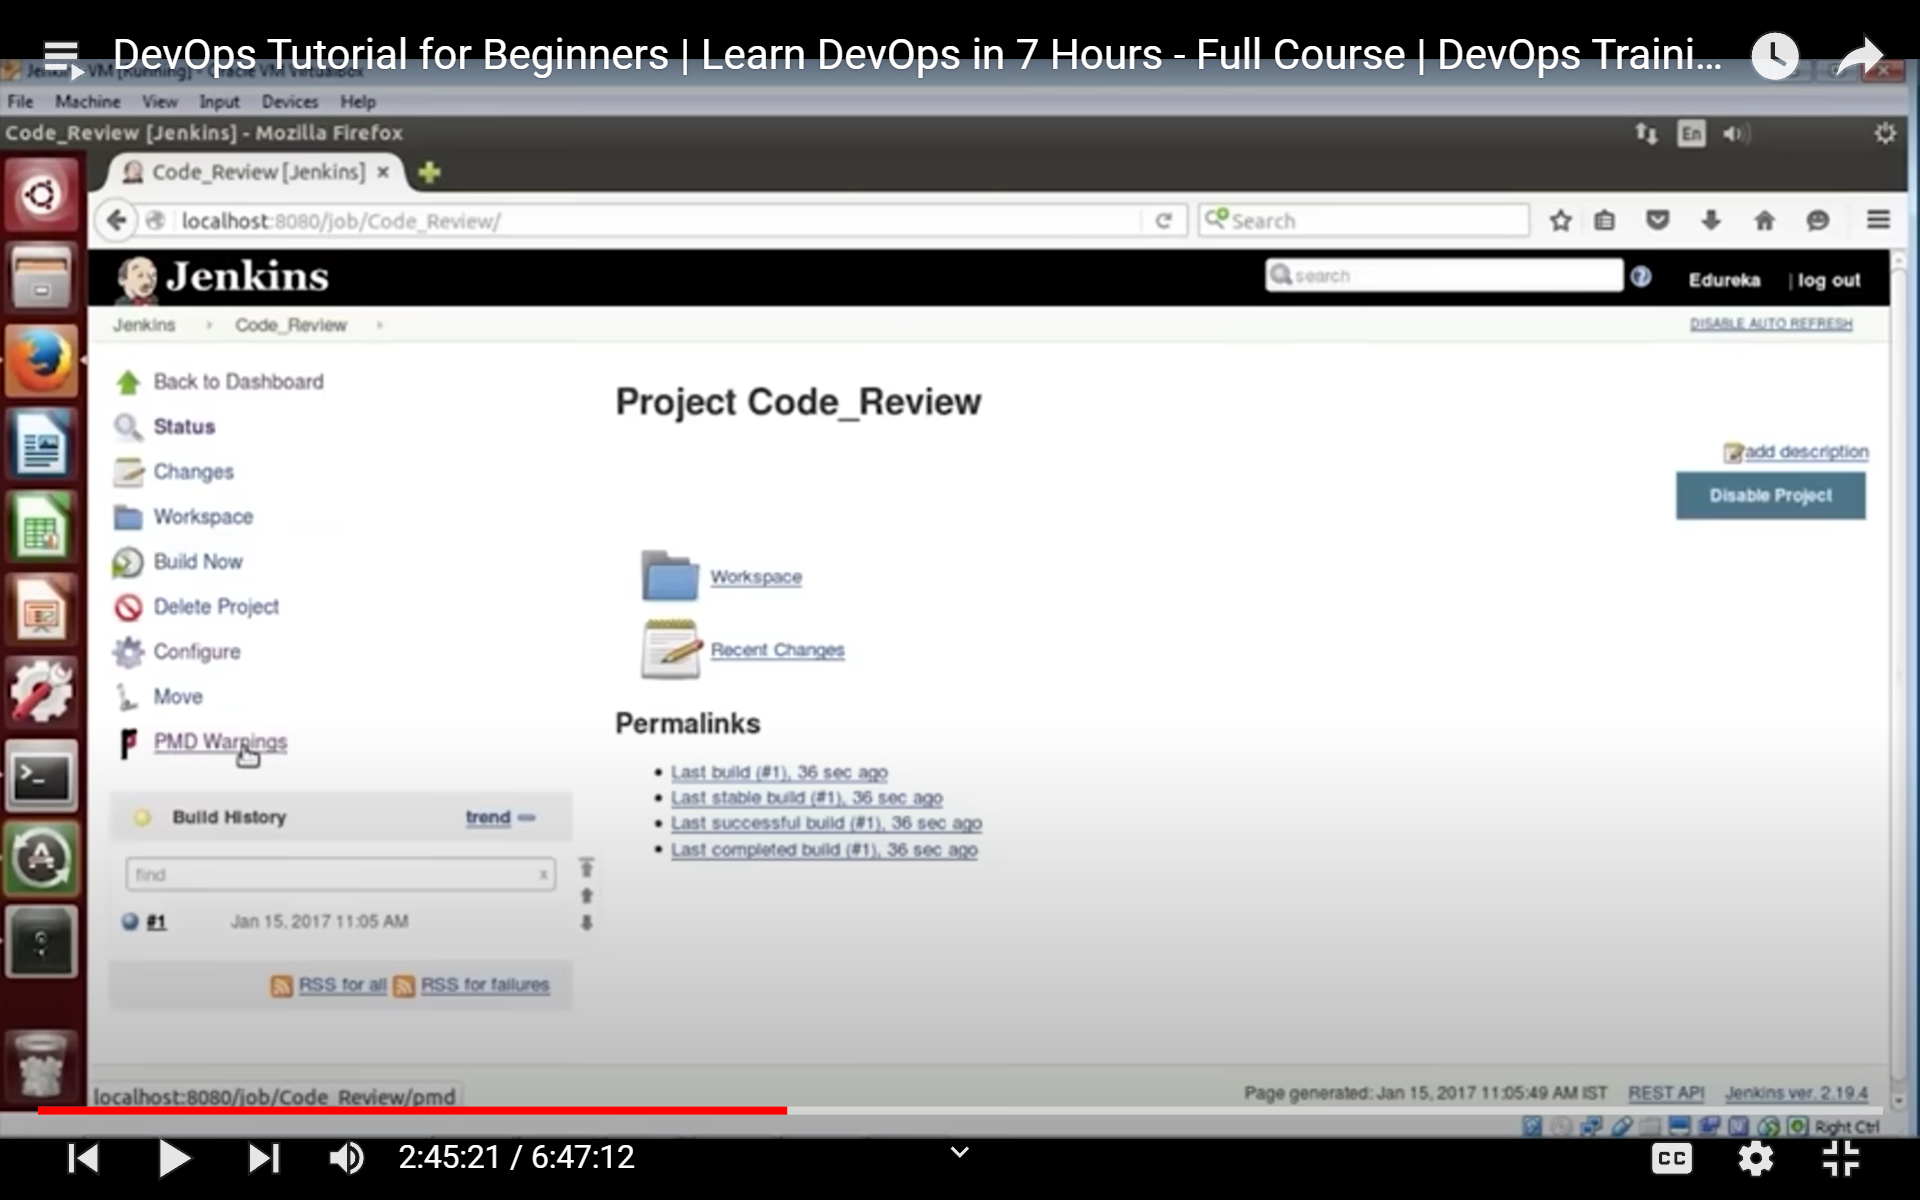 DevOps Tutorial for Beginners | Learn DevOps in 7 Hours - Full Course | DevOps Traini...
File Machine View Input Devices Help
Code_Review [Jenkins] - Mozilla Firefox
En
Code_Review [Jenkins] ×
localhost:8080/job/Code_Review/
Search
Jenkins
search
Edureka | log out
Jenkins Code_Review
DISABLE AUTO REFRESH
Back to Dashboard
Status
Changes
Workspace
Build Now
Delete Project
Configure
Move
PMD Warnings
Project Code_Review
add description
Disable Project
Workspace
Recent Changes
Permalinks
• Last build (#1), 36 sec ago
• Last stable build (#1), 36 sec ago
• Last successful build (#1), 36 sec ago
• Last completed build (#1), 36 sec ago
Build History trend
find x
#1 Jan 15, 2017 11:05 AM
RSS for all RSS for failures
localhost:8080/job/Code_Review/pmd
Page generated: Jan 15, 2017 11:05:49 AM IST REST API Jenkins ver. 2.19.4
Right Ctrl
2:45:21 / 6:47:12
CC